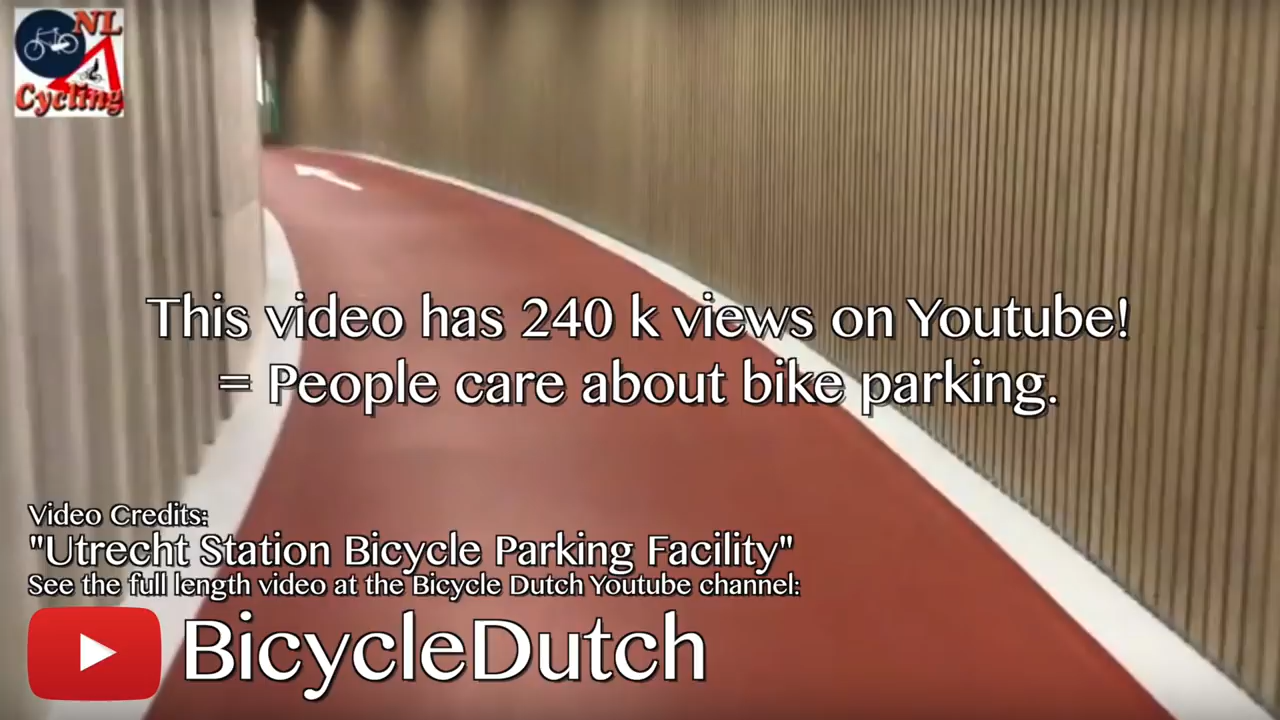 NL
Cycling
This video has 240 k views on Youtube!
= People care about bike parking.
Video Credits:
"Utrecht Station Bicycle Parking Facility"
See the full length video at the Bicycle Dutch Youtube channel:
BicycleDutch